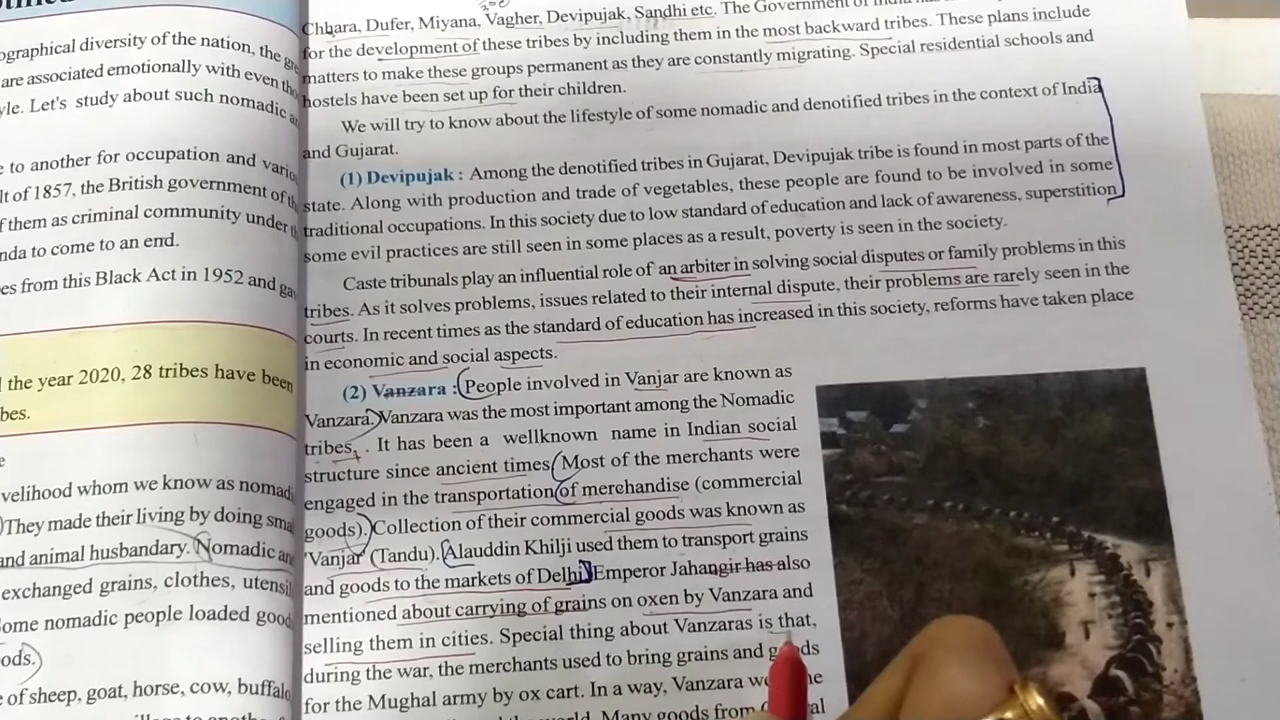 ographical diversity of the nation, the
are associated emotionally with even
yle. Let's study about such nomadic
e to another for occupation and
lt of 1857, the British government of
f them as criminal community under
nda to come to an end.
es from this Black Act in 1952 and
the year 2020, 28 tribes have been
bes.
e
velihood whom we know as
They made their living by doing
and animal husbandary. Nomadic
exchanged grains, clothes,
ome nomadic people loaded
ods.
e of sheep, goat, horse, cow,
Chhara, Dufer, Miyana, Vagher, Devipujak, Sandhi etc. The Government of India
for the development of these tribes by including them in the most backward tribes. These plans include
matters to make these groups permanent as they are constantly migrating. Special residential schools and
hostels have been set up for their children.
We will try to know about the lifestyle of some nomadic and denotified tribes in the context of India
and Gujarat.
(1) Devipujak : Among the denotified tribes in Gujarat, Devipujak tribe is found in most parts of the
state. Along with production and trade of vegetables, these people are found to be involved in some
traditional occupations. In this society due to low standard of education and lack of awareness, superstition
some evil practices are still seen in some places as a result, poverty is seen in the society.
Caste tribunals play an influential role of an arbiter in solving social disputes or family problems in this
tribes. As it solves problems, issues related to their internal dispute, their problems are rarely seen in the
courts. In recent times as the standard of education has increased in this society, reforms have taken place
in economic and social aspects.
(2) Vanzara : People involved in Vanjar are known as
Vanzara. Vanzara was the most important among the Nomadic
tribes, . It has been a wellknown name in Indian social
structure since ancient times. Most of the merchants were
engaged in the transportation of merchandise (commercial
goods). Collection of their commercial goods was known as
'Vanjar' (Tandu). Alauddin Khilji used them to transport grains
and goods to the markets of Delhi. Emperor Jahangir has also
mentioned about carrying of grains on oxen by Vanzara and
selling them in cities. Special thing about Vanzaras is that,
during the war, the merchants used to bring grains and goods
for the Mughal army by ox cart. In a way, Vanzara
Many goods from